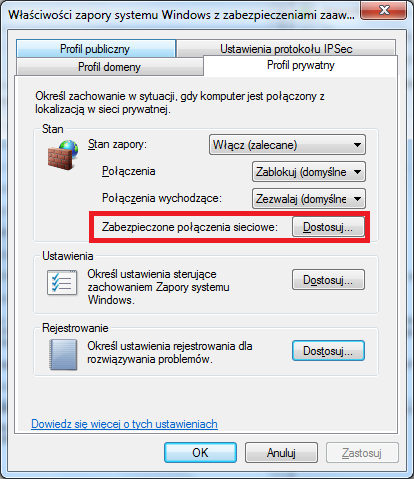 Właściwości zapory systemu Windows z zabezpieczeniami zaaw...
Profil publiczny
Ustawienia protokołu IPSec
Profil domeny
Profil prywatny
Określ zachowanie w sytuacji, gdy komputer jest połączony z
lokalizacją w sieci prywatnej.
Stan
Stan zapory:
Włącz (zalecane)
Połączenia
Zablokuj (domyślne
Połączenia wychodzące:
Zezwalaj (domyślne
Zabezpieczone połączenia sieciowe:
Dostosuj...
Ustawienia
Określ ustawienia sterujące
zachowaniem Zapory systemu
Windows.
Dostosuj...
Rejestrowanie
Określ ustawienia rejestrowania dla
rozwiązywania problemów.
Dostosuj...
Dowiedz się więcej o tych ustawieniach
OK
Anuluj
Zastosuj